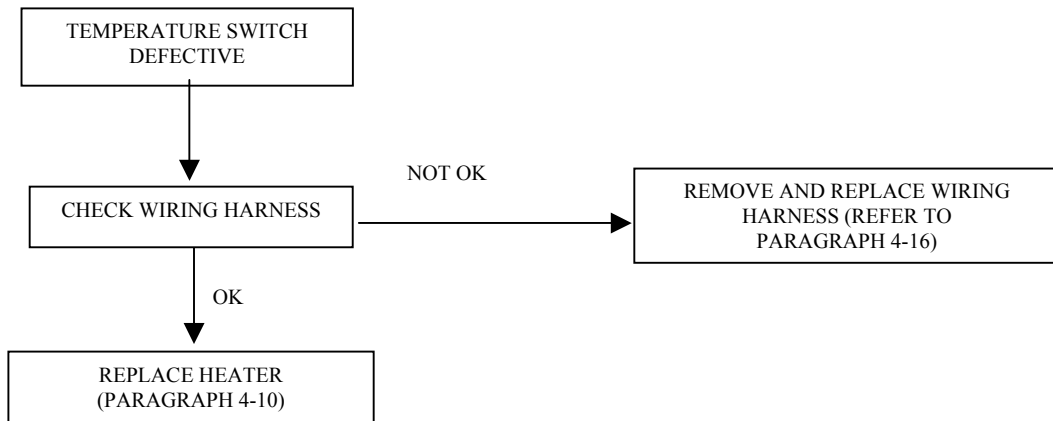 TEMPERATURE SWITCH
DEFECTIVE
NOT OK
CHECK WIRING HARNESS
REMOVE AND REPLACE WIRING
HARNESS (REFER TO
PARAGRAPH 4-16)
OK
REPLACE HEATER
(PARAGRAPH 4-10)